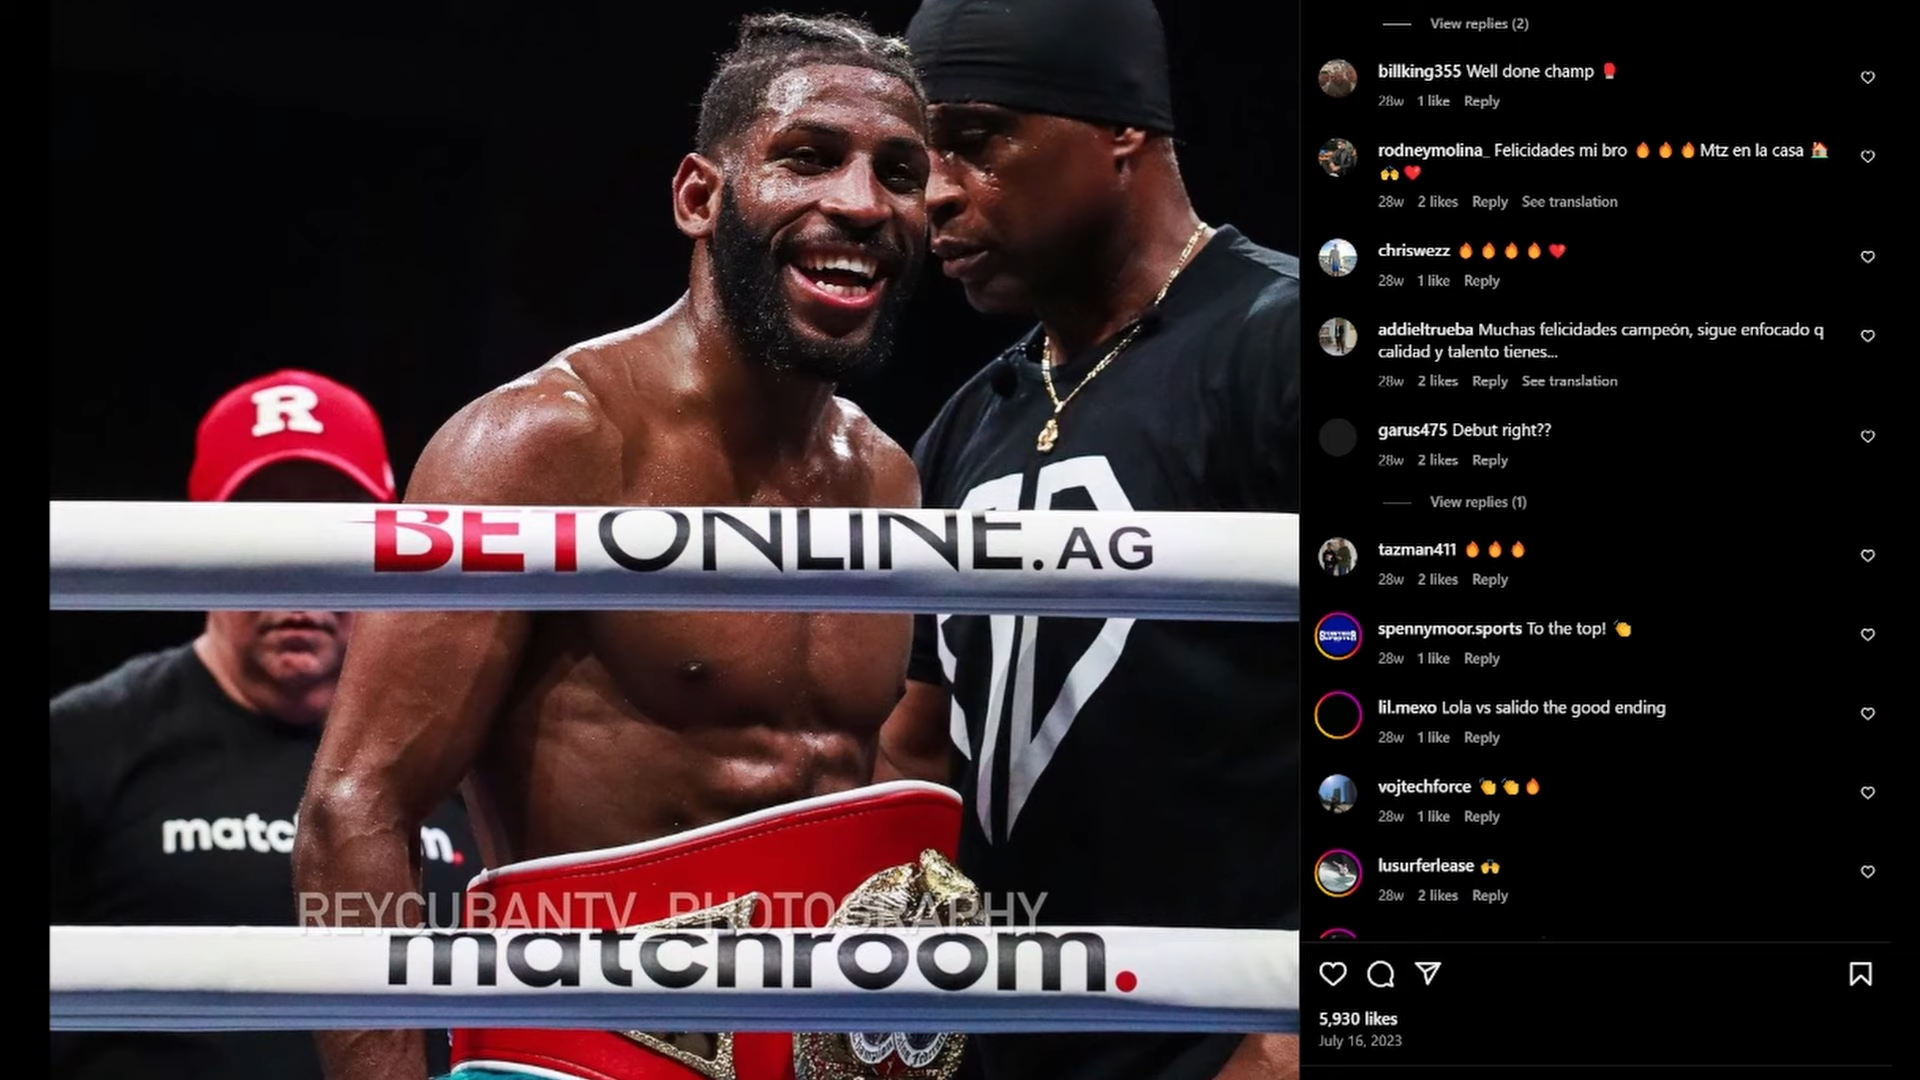 R
BETONLINE.AG
matc
m.
REYCUBANTV_PHOTOGRAPHY
matchroom.
View replies (2)
billking355 Well done champ 🥊
28w 1 like Reply
rodneymolina_ Felicidades mi bro 🔥🔥🔥Mtz en la casa 🏠
🙌❤️
28w 2 likes Reply See translation
chriswezz 🔥🔥🔥🔥❤️
28w 1 like Reply
addieltrueba Muchas felicidades campeón, sigue enfocado q
calidad y talento tienes...
28w 2 likes Reply See translation
garus475 Debut right??
28w 2 likes Reply
View replies (1)
tazman411 🔥🔥🔥
28w 2 likes Reply
spennymoor.sports To the top! 👏
28w 1 like Reply
lil.mexo Lola vs salido the good ending
28w 1 like Reply
vojtechforce 👏👏🔥
28w 1 like Reply
lusurferlease 🙌
28w 2 likes Reply
5,930 likes
July 16, 2023